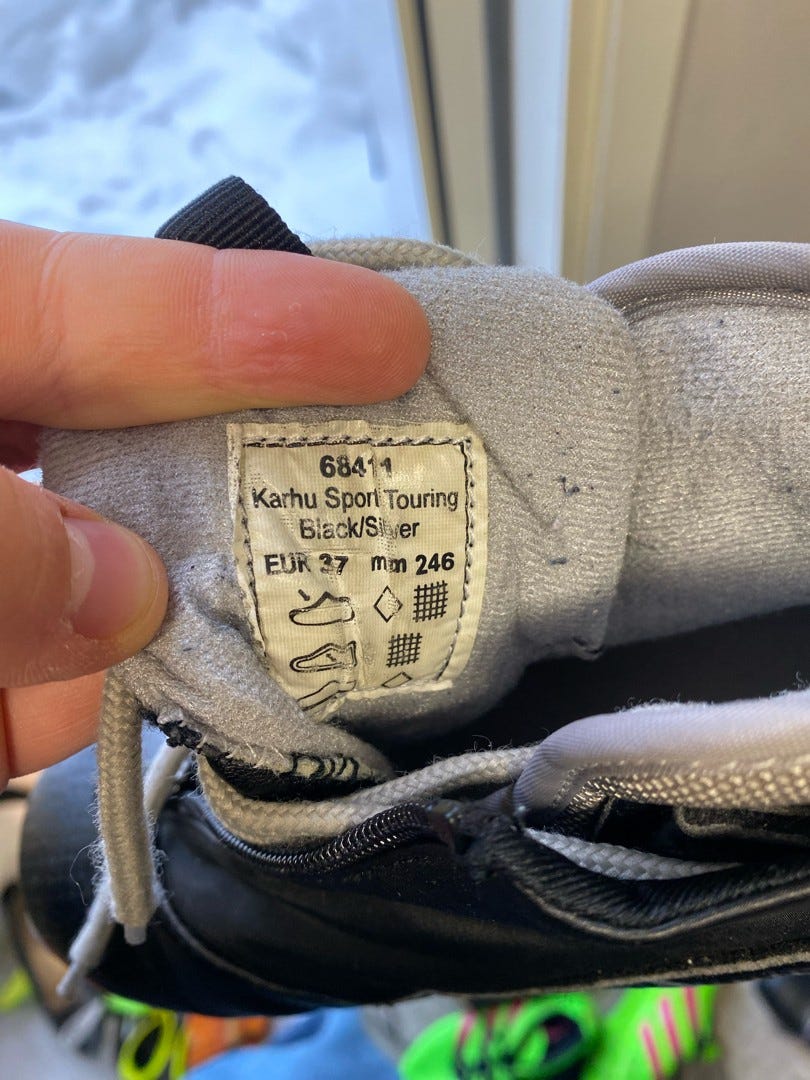 68411
Karhu Sport Touring
Black/Silver
EUR 37 mm 246